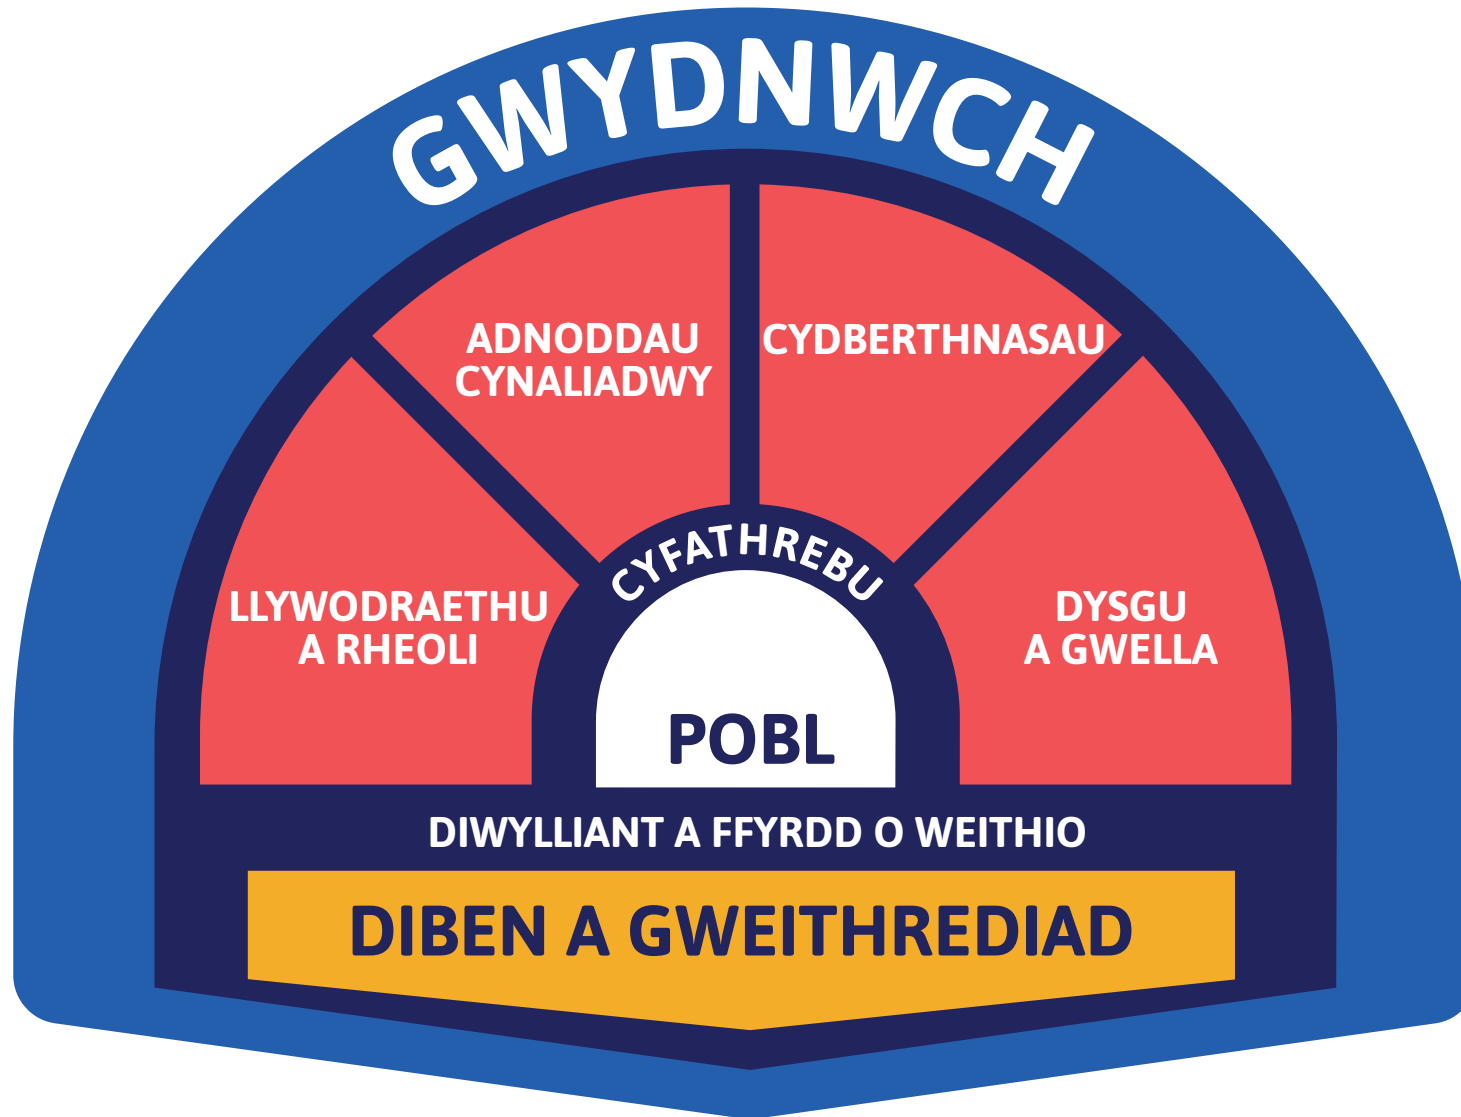 GWYDNWCH
ADNODDAU
CYNALIADWY
CYDBERTHNASAU
LLYWODRAETHU
A RHEOLI
CYFATHREBU
DYSGU
A GWELLA
POBL
DIWYLLIANT A FFYRDD O WEITHIO
DIBEN A GWEITHREDIAD